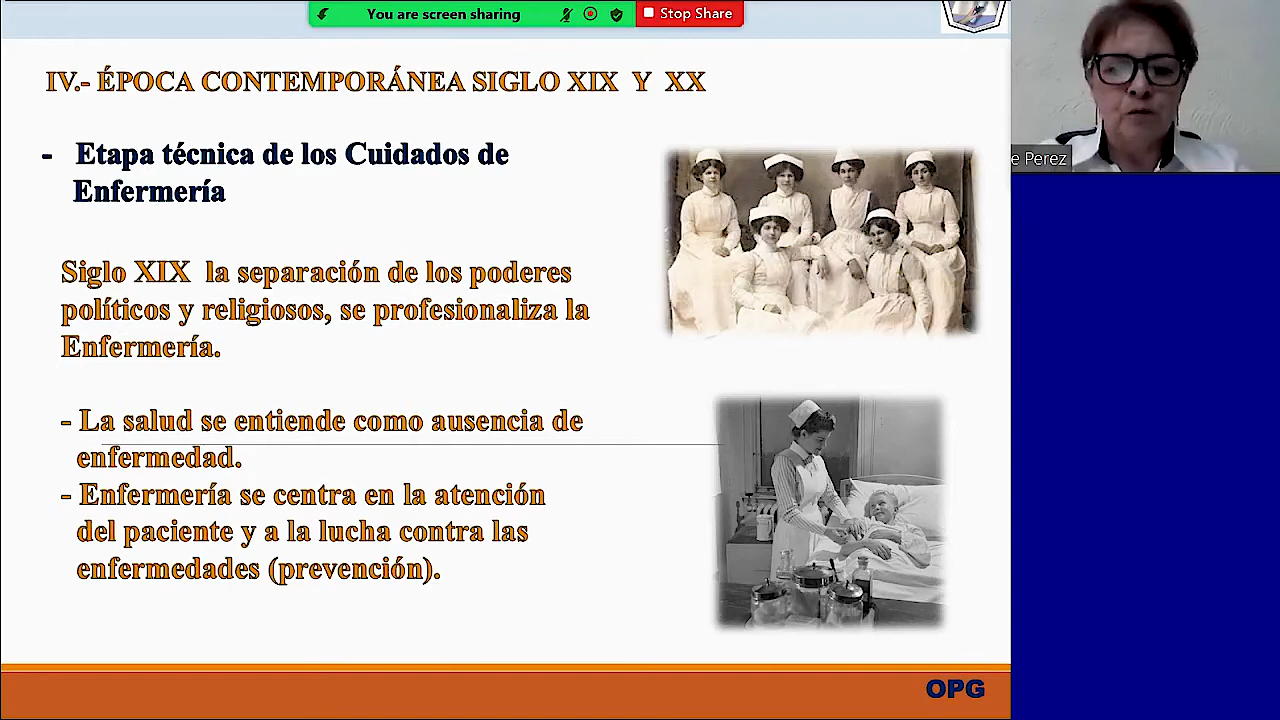 You are screen sharing
Stop Share
IV.- ÉPOCA CONTEMPORÁNEA SIGLO XIX Y XX
- Etapa técnica de los Cuidados de
Enfermería
Siglo XIX la separación de los poderes
políticos y religiosos, se profesionaliza la
Enfermería.
- La salud se entiende como ausencia de
enfermedad.
- Enfermería se centra en la atención
del paciente y a la lucha contra las
enfermedades (prevención).
OPG
e Perez